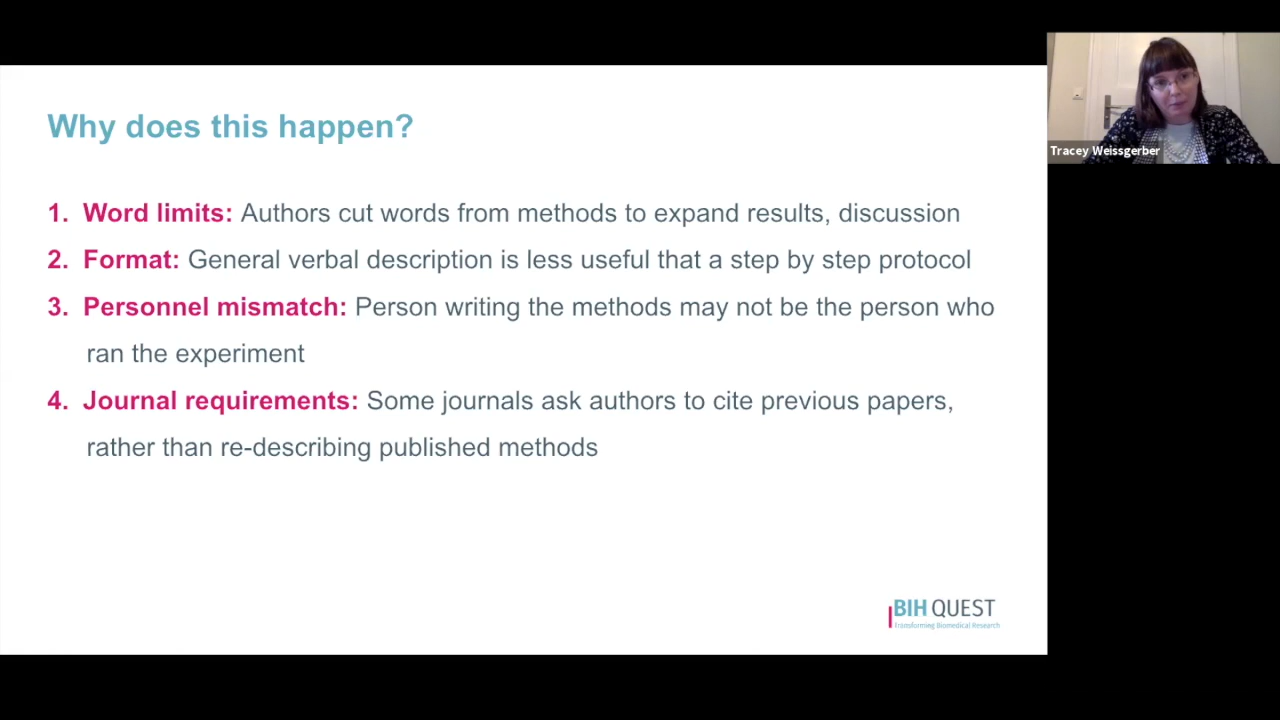 Why does this happen?
1. Word limits: Authors cut words from methods to expand results, discussion
2. Format: General verbal description is less useful that a step by step protocol
3. Personnel mismatch: Person writing the methods may not be the person who
ran the experiment
4. Journal requirements: Some journals ask authors to cite previous papers,
rather than re-describing published methods
BIH QUEST
Transforming Biomedical Research
Tracey Weissgerber